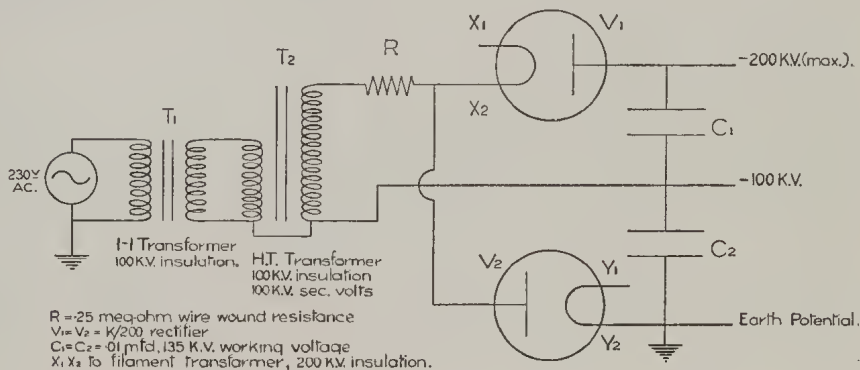 T1
T2
R
X1
X2
V1
-200 K.V. (max.).
C1
230V
AC.
-100 K.V.
1-1 Transformer
100 K.V. insulation.
H.T. Transformer
100 K.V. insulation
100 K.V. sec. volts
V2
Y1
Y2
C2
Earth Potential.
R = ·25 meg-ohm wire wound resistance
V1 = V2 = K/200 rectifier
C1 = C2 = ·01 mfd, 135 K.V. working voltage
X1 X2 to filament transformer, 200 K.V. insulation.